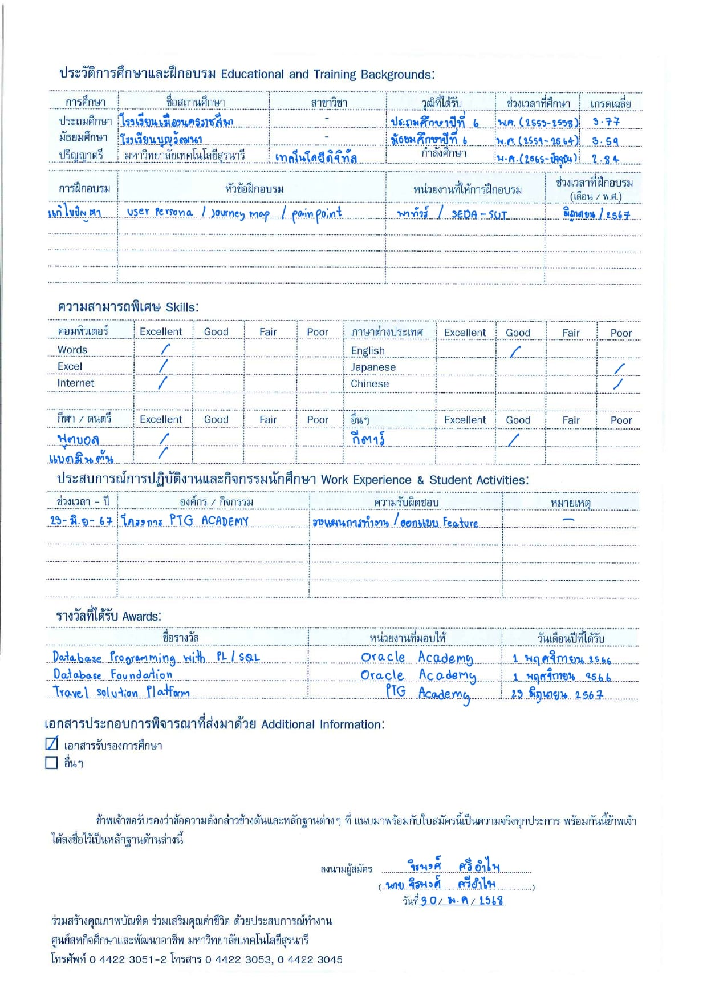 ประวัติการศึกษาและฝึกอบรม Educational and Training Backgrounds:
การศึกษา ชื่อสถานศึกษา สาขาวิชา วุฒิที่ได้รับ ช่วงเวลาที่ศึกษา เกรดเฉลี่ย
ประถมศึกษา โรงเรียนเมืองนครราชสีมา - ประถมศึกษาปีที่ 6 พ.ศ. (2553-2558) 3.77
มัธยมศึกษา โรงเรียนบุญวัฒนา - มัธยมศึกษาปีที่ 6 พ.ศ. (2559-2564) 3.59
ปริญญาตรี มหาวิทยาลัยเทคโนโลยีสุรนารี เทคโนโลยีดิจิทัล กำลังศึกษา พ.ศ. (2565-ปัจจุบัน) 2.84
การฝึกอบรม หัวข้อฝึกอบรม หน่วยงานที่ให้การฝึกอบรม ช่วงเวลาที่ฝึกอบรม
(เดือน / พ.ศ.)
แก้ไขปัญหา user Persona / Journey map / pain point พาทัวร์ / SEDA-SUT มิถุนายน / 2567
ความสามารถพิเศษ Skills:
คอมพิวเตอร์ Excellent Good Fair Poor ภาษาต่างประเทศ Excellent Good Fair Poor
Words / English /
Excel / Japanese /
Internet / Chinese /
กีฬา / ดนตรี Excellent Good Fair Poor อื่นๆ Excellent Good Fair Poor
ฟุตบอล / กีตาร์ /
แบดมินตัน /
ประสบการณ์การปฏิบัติงานและกิจกรรมนักศึกษา Work Experience & Student Activities:
ช่วงเวลา - ปี องค์กร / กิจกรรม ความรับผิดชอบ หมายเหตุ
23-มิ.ย-67 โครงการ PTG ACADEMY วางแผนการทำงาน / ออกแบบ Feature -
รางวัลที่ได้รับ Awards:
ชื่อรางวัล หน่วยงานที่มอบให้ วันเดือนปีที่ได้รับ
Database Programming with PL / SQL Oracle Academy 1 พฤศจิกายน 2566
Database Foundation Oracle Academy 1 พฤศจิกายน 2566
Travel solution Platform PTG Academy 23 มิถุนายน 2567
เอกสารประกอบการพิจารณาที่ส่งมาด้วย Additional Information:
เอกสารรับรองการศึกษา
อื่นๆ
ข้าพเจ้าขอรับรองว่าข้อความดังกล่าวข้างต้นและหลักฐานต่างๆ ที่ แนบมาพร้อมกับใบสมัครนี้เป็นความจริงทุกประการ พร้อมกันนี้ข้าพเจ้า
ได้ลงชื่อไว้เป็นหลักฐานด้านล่างนี้
ลงนามผู้สมัคร จิรพงศ์ ศรีอำไพ
(นาย จิรพงศ์ ศรีอำไพ)
วันที่ 30 / พ.ค / 2568
ร่วมสร้างคุณภาพบัณฑิต ร่วมเสริมคุณค่าชีวิต ด้วยประสบการณ์ทำงาน
ศูนย์สหกิจศึกษาและพัฒนาอาชีพ มหาวิทยาลัยเทคโนโลยีสุรนารี
โทรศัพท์ 0 4422 3051-2 โทรสาร 0 4422 3053, 0 4422 3045